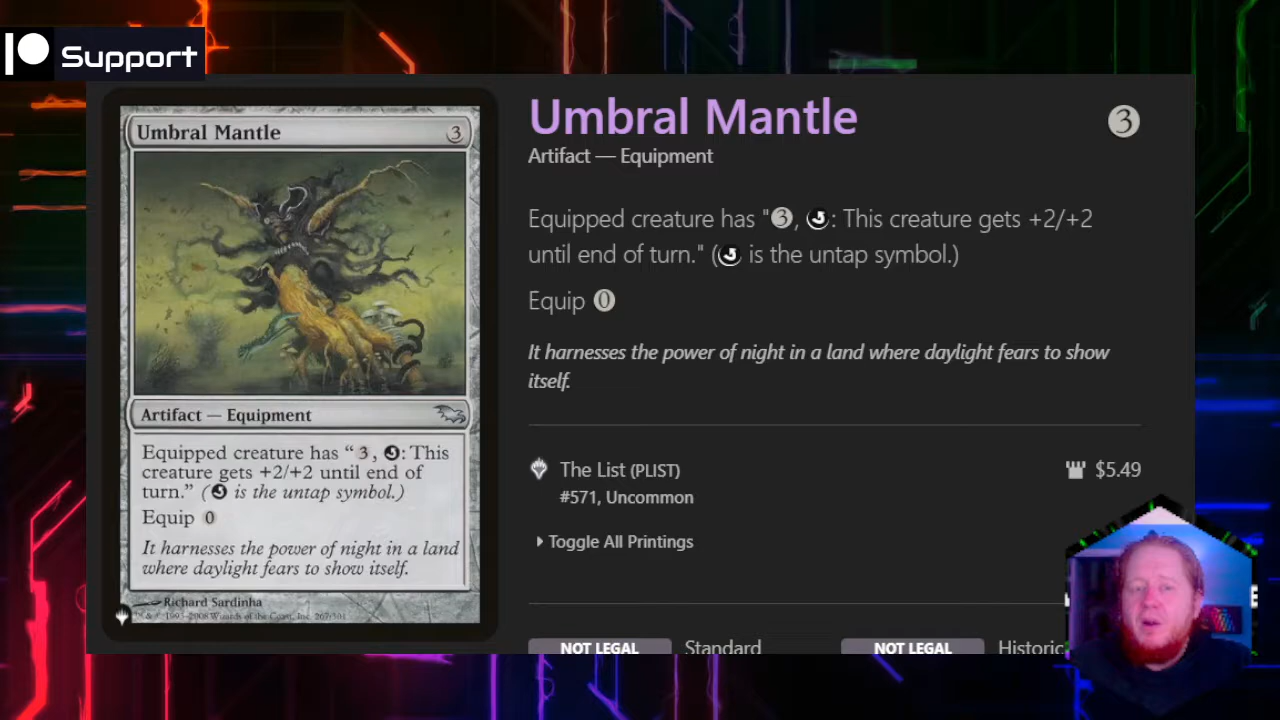 Support
Umbral Mantle 3
Equipped creature has “3, : This
creature gets +2/+2 until end of
turn.” ( is the untap symbol.)
Equip 0
It harnesses the power of night in a land
where daylight fears to show itself.
Artifact — Equipment
Richard Sardinha
Umbral Mantle 3
Artifact — Equipment
Equipped creature has "3, : This creature gets +2/+2
until end of turn." ( is the untap symbol.)
Equip 0
It harnesses the power of night in a land where daylight fears to show
itself.
The List (PLIST) $5.49
#571, Uncommon
Toggle All Printings
NOT LEGAL Standard NOT LEGAL Historic